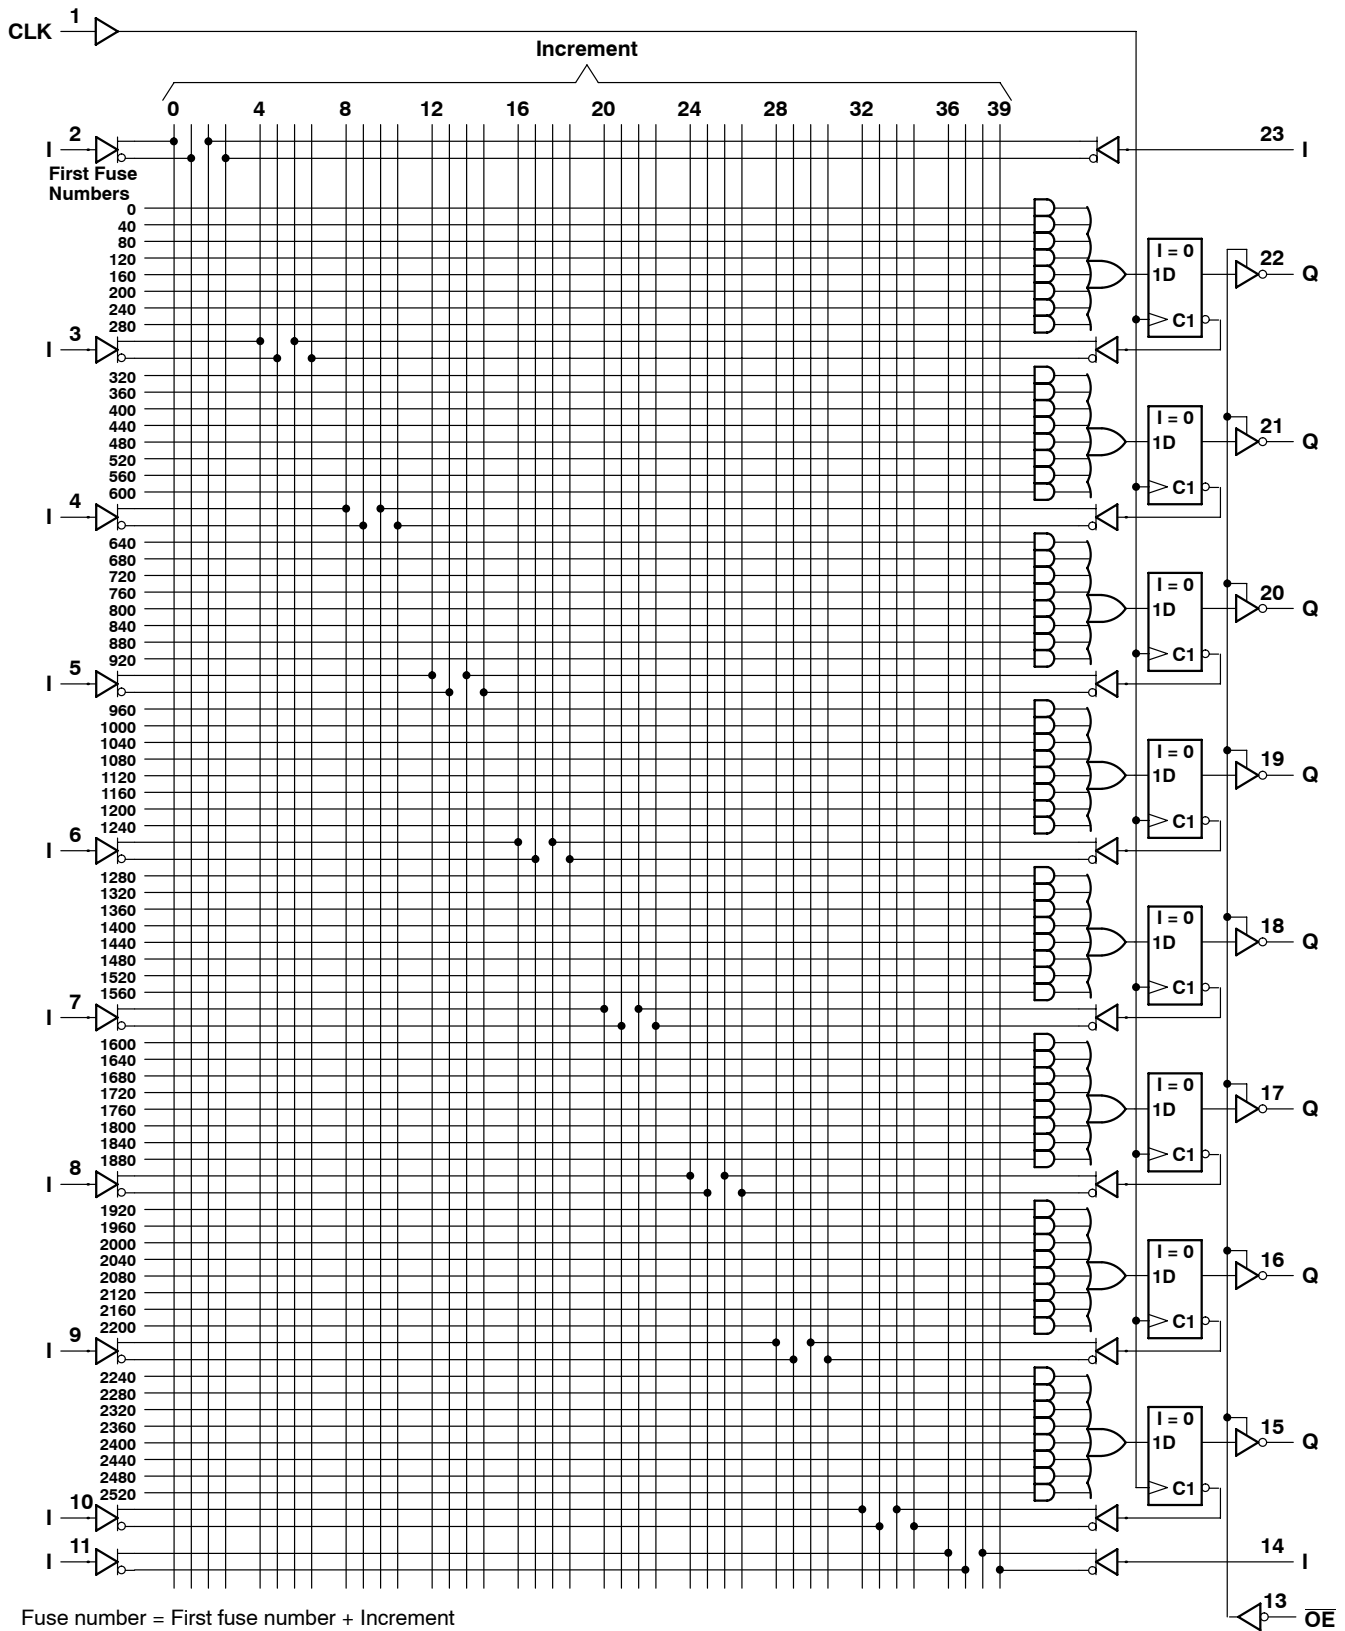 1
CLK
Increment
0 4 8 12 16 20 24 28 32 36 39
2 23
I I
First Fuse
Numbers
0
40
80 I = 0
120 22
160 1D Q
200
240
280 C1
3
I
320
360
400 I = 0
440 21
480 1D Q
520
560
600 C1
4
I
640
680
720 I = 0
760 20
800 1D Q
840
880
920 C1
5
I
960
1000
1040 I = 0
1080 19
1120 1D Q
1160
1200
1240 C1
6
I
1280
1320
1360 I = 0
1400 18
1440 1D Q
1480
1520
1560 C1
7
I
1600
1640
1680 I = 0
1720 17
1760 1D Q
1800
1840
1880 C1
8
I
1920
1960
2000 I = 0
2040 16
2080 1D Q
2120
2160
2200 C1
9
I
2240
2280
2320 I = 0
2360 15
2400 1D Q
2440
2480
2520 C1
10
I
11 14
I I
13
OE
Fuse number = First fuse number + Increment